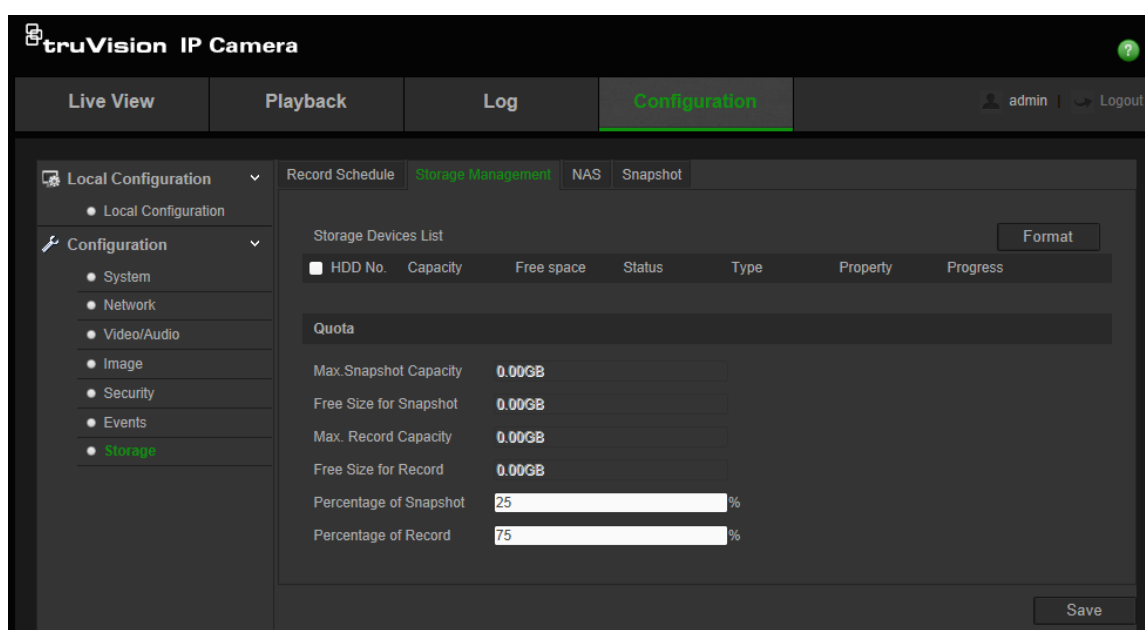 truVision IP Camera
?
Live View Playback Log Configuration admin | Logout
Local Configuration
Local Configuration
Configuration
System
Network
Video/Audio
Image
Security
Events
Storage
Record Schedule Storage Management NAS Snapshot
Storage Devices List Format
HDD No. Capacity Free space Status Type Property Progress
Quota
Max.Snapshot Capacity 0.00GB
Free Size for Snapshot 0.00GB
Max. Record Capacity 0.00GB
Free Size for Record 0.00GB
Percentage of Snapshot 25 %
Percentage of Record 75 %
Save